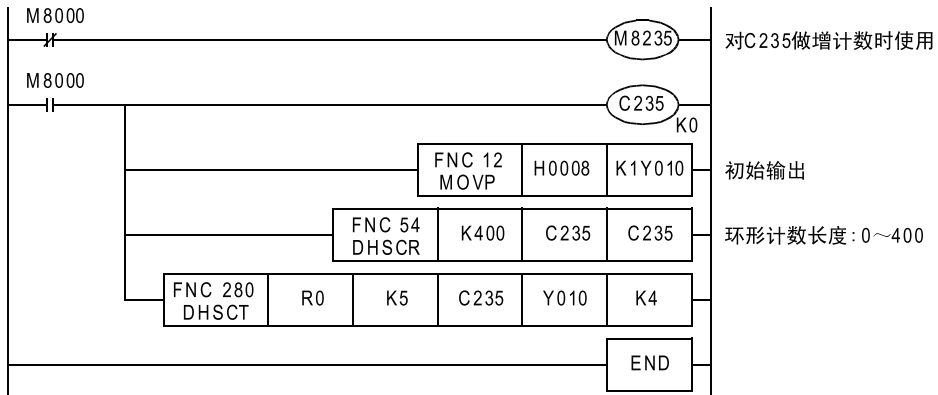 M8000
M8235 对C235做增计数时使用
M8000
C235
K0
FNC 12 MOVP H0008 K1Y010 初始输出
FNC 54 DHSCR K400 C235 C235 环形计数长度:0～400
FNC 280 DHSCT R0 K5 C235 Y010 K4
END